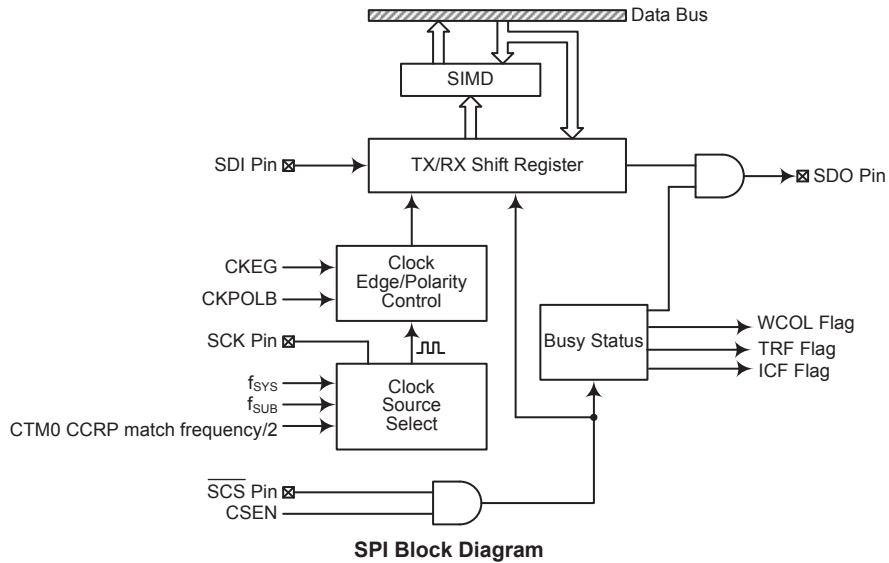 Data Bus
SIMD
SDI Pin
TX/RX Shift Register
SDO Pin
CKEG
CKPOLB
Clock
Edge/Polarity
Control
SCK Pin
Busy Status
WCOL Flag
TRF Flag
ICF Flag
fSYS
fSUB
CTM0 CCRP match frequency/2
Clock
Source
Select
SCS Pin
CSEN
SPI Block Diagram